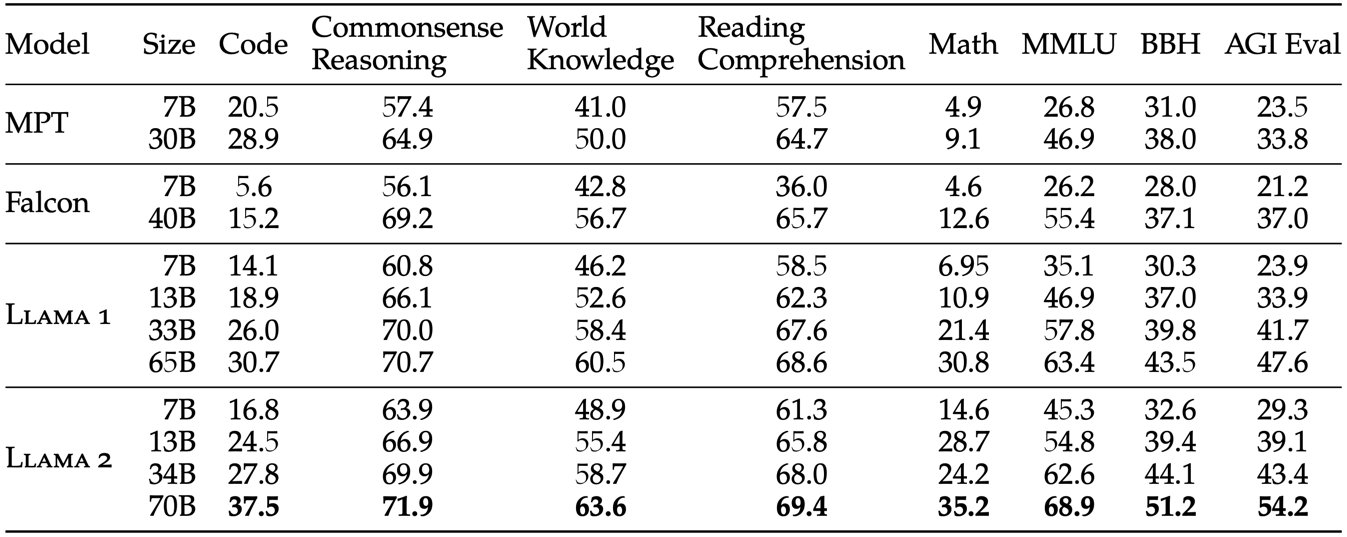 Model Size Code Commonsense Reasoning World Knowledge Reading Comprehension Math MMLU BBH AGI Eval
MPT 7B 20.5 57.4 41.0 57.5 4.9 26.8 31.0 23.5
30B 28.9 64.9 50.0 64.7 9.1 46.9 38.0 33.8
Falcon 7B 5.6 56.1 42.8 36.0 4.6 26.2 28.0 21.2
40B 15.2 69.2 56.7 65.7 12.6 55.4 37.1 37.0
LLAMA 1 7B 14.1 60.8 46.2 58.5 6.95 35.1 30.3 23.9
13B 18.9 66.1 52.6 62.3 10.9 46.9 37.0 33.9
33B 26.0 70.0 58.4 67.6 21.4 57.8 39.8 41.7
65B 30.7 70.7 60.5 68.6 30.8 63.4 43.5 47.6
LLAMA 2 7B 16.8 63.9 48.9 61.3 14.6 45.3 32.6 29.3
13B 24.5 66.9 55.4 65.8 28.7 54.8 39.4 39.1
34B 27.8 69.9 58.7 68.0 24.2 62.6 44.1 43.4
70B 37.5 71.9 63.6 69.4 35.2 68.9 51.2 54.2